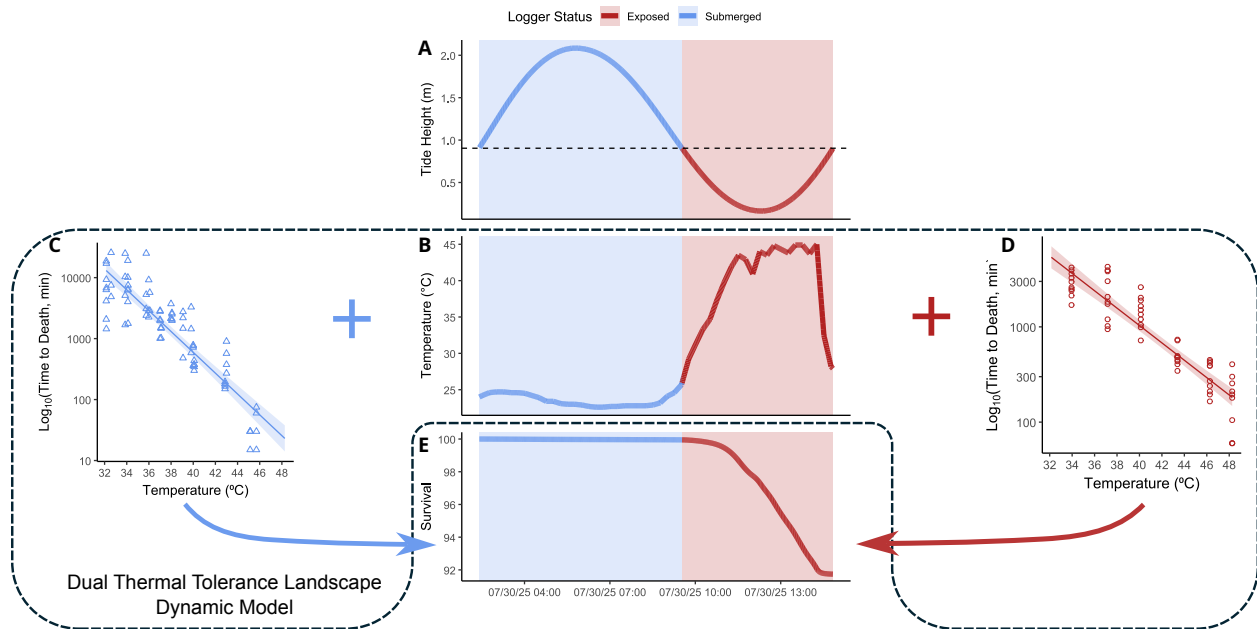 Logger Status Exposed Submerged
A
Tide Height (m)
2.0
1.5
1.0
0.5
C
Log10(Time to Death, min)
10000
1000
100
10
32 34 36 38 40 42 44 46 48
Temperature (ºC)
B
Temperature (°C)
45
40
35
30
25
D
Log10(Time to Death, min`
3000
1000
300
100
32 34 36 38 40 42 44 46 48
Temperature (ºC)
E
Survival
100
98
96
94
92
07/30/25 04:00 07/30/25 07:00 07/30/25 10:00 07/30/25 13:00
Dual Thermal Tolerance Landscape
Dynamic Model